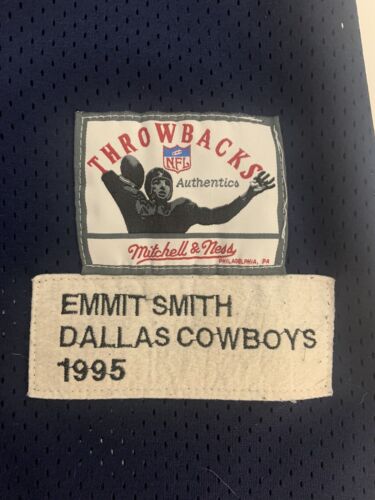 THROWBACKS
NFL
Authentics
Mitchell & Ness
PHILADELPHIA, PA
EMMIT SMITH
DALLAS COWBOYS
1995